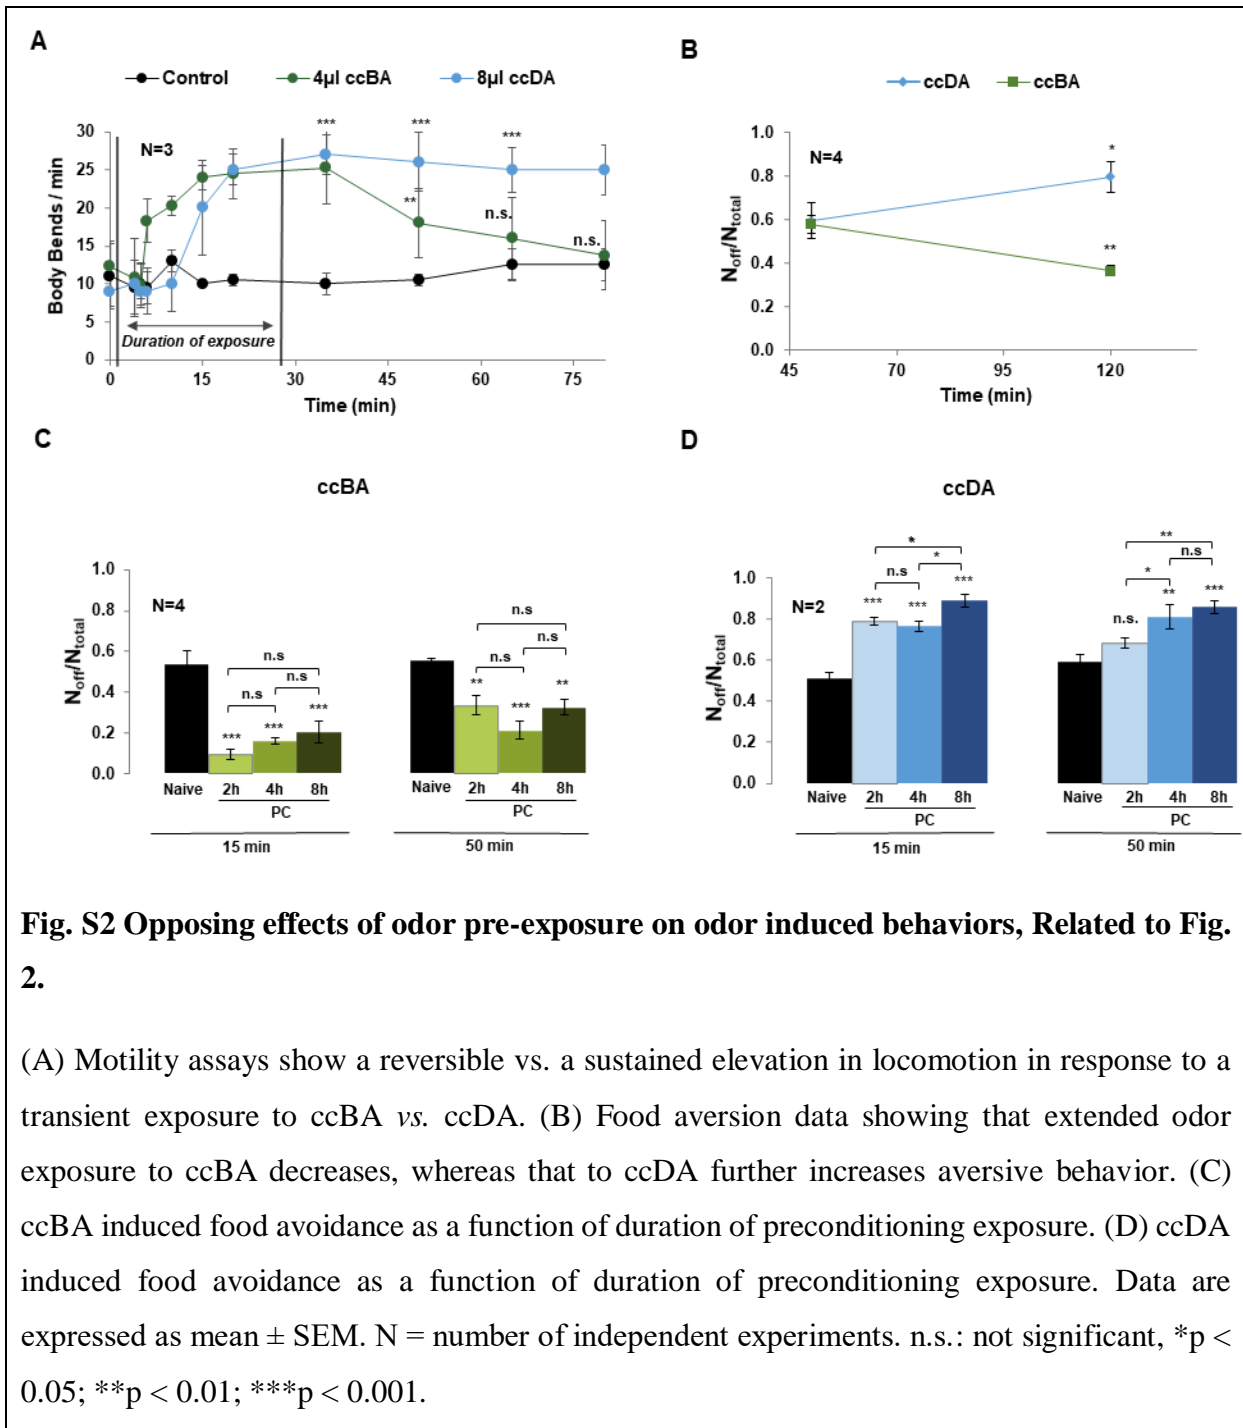 A
Control 4µl ccBA 8µl ccDA
30
25
20
15
10
5
0
Body Bends / min
N=3
***
***
***
**
n.s.
n.s.
Duration of exposure
0 15 30 45 60 75
Time (min)
B
ccDA ccBA
1.0
0.8
0.6
0.4
0.2
0.0
Noff/Ntotal
N=4
*
**
45 70 95 120
Time (min)
C
ccBA
1.0
0.8
0.6
0.4
0.2
0.0
Noff/Ntotal
N=4
n.s
n.s n.s
*** *** ***
n.s
n.s n.s
** *** **
Naive 2h 4h 8h Naive 2h 4h 8h
PC PC
15 min 50 min
D
ccDA
1.0
0.8
0.6
0.4
0.2
0.0
Noff/Ntotal
N=2
*
n.s *
*** *** ***
**
* n.s
n.s. ** ***
Naive 2h 4h 8h Naive 2h 4h 8h
PC PC
15 min 50 min
Fig. S2 Opposing effects of odor pre-exposure on odor induced behaviors, Related to Fig.
2.
(A) Motility assays show a reversible vs. a sustained elevation in locomotion in response to a
transient exposure to ccBA vs. ccDA. (B) Food aversion data showing that extended odor
exposure to ccBA decreases, whereas that to ccDA further increases aversive behavior. (C)
ccBA induced food avoidance as a function of duration of preconditioning exposure. (D) ccDA
induced food avoidance as a function of duration of preconditioning exposure. Data are
expressed as mean ± SEM. N = number of independent experiments. n.s.: not significant, *p <
0.05; **p < 0.01; ***p < 0.001.